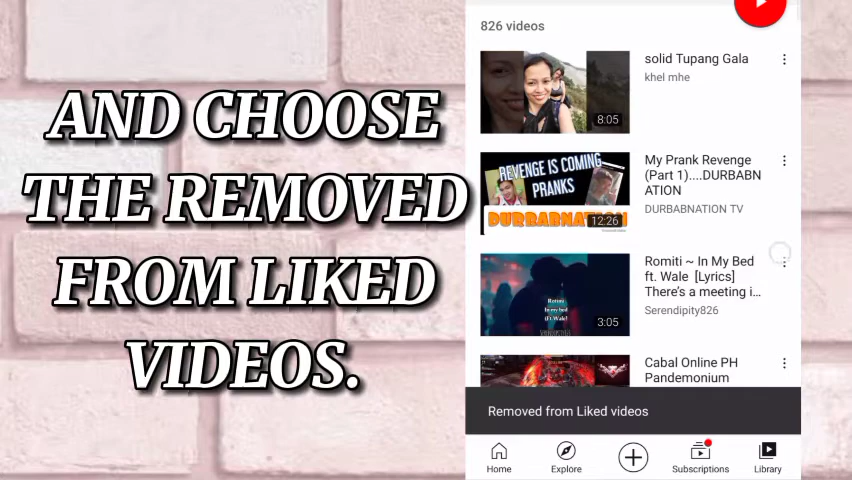 AND CHOOSE
THE REMOVED
FROM LIKED
VIDEOS.
826 videos
solid Tupang Gala
khel mhe
8:05
My Prank Revenge
(Part 1)....DURBABN
ATION
DURBABNATION TV
REVENGE IS COMING
PRANKS
DURBABNATION
12:26
Romiti ~ In My Bed
ft. Wale [Lyrics]
There's a meeting i...
Serendipity826
3:05
Cabal Online PH
Pandemonium
Removed from Liked videos
Home
Explore
Subscriptions
Library